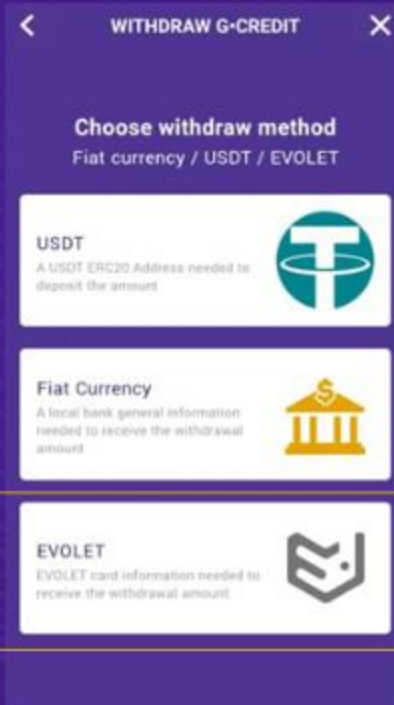 WITHDRAW G•CREDIT
Choose withdraw method
Fiat currency / USDT / EVOLET
USDT
A USDT ERC20 Address needed to
deposit the amount
Fiat Currency
A local bank general information
needed to receive the withdrawal
amount
EVOLET
EVOLET card information needed to
receive the withdrawal amount